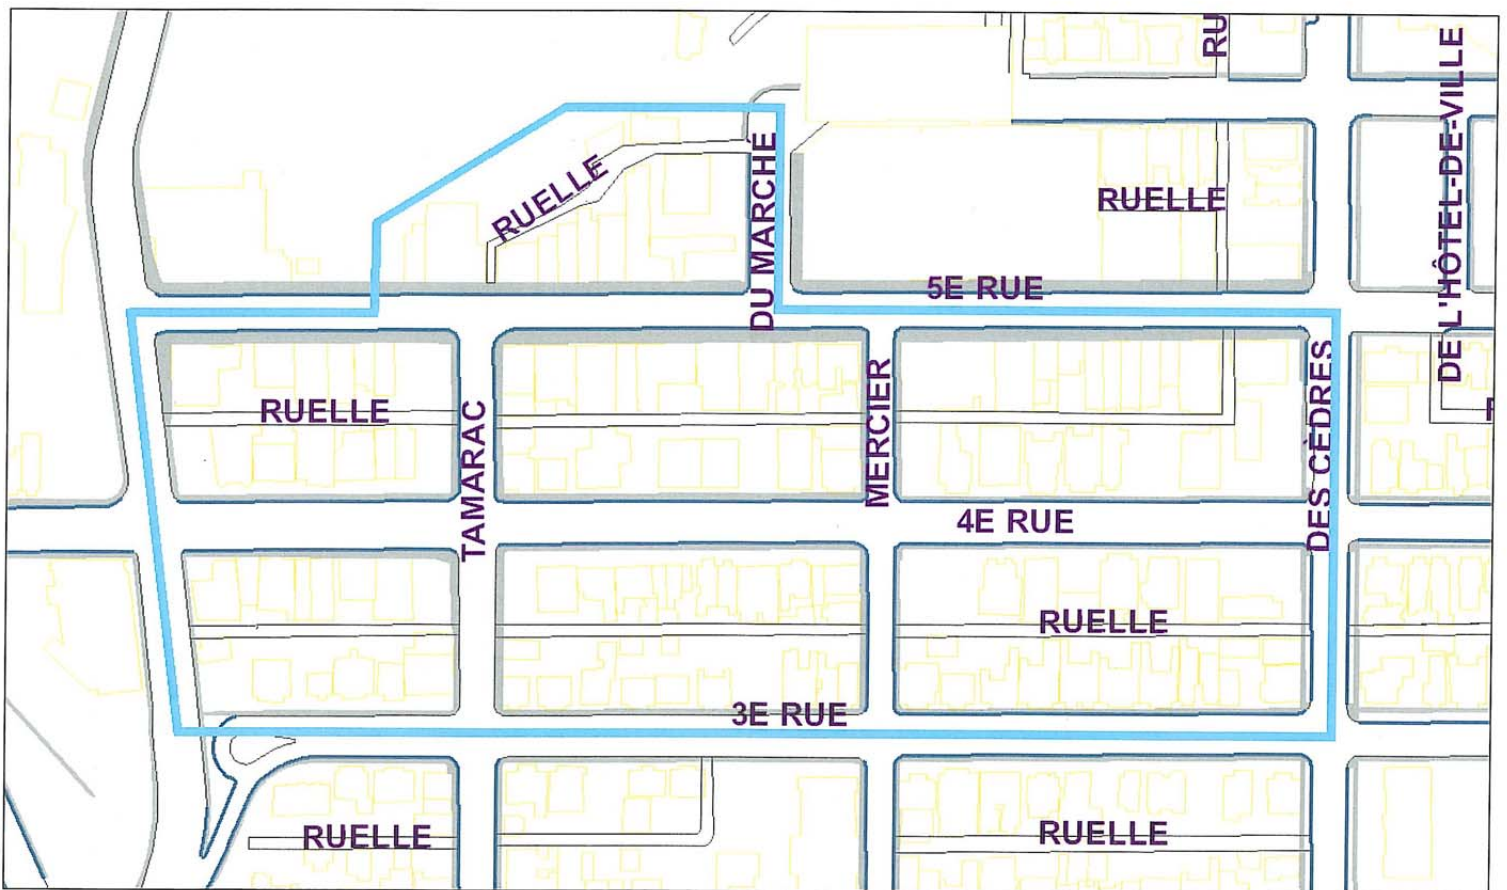 RU
DE L'HÔTEL-DE-VILLE
RUELLE
DU MARCHÉ
RUELLE
5E RUE
RUELLE
TAMARAC
MERCIER
DES CÈDRES
4E RUE
RUELLE
3E RUE
RUELLE
RUELLE